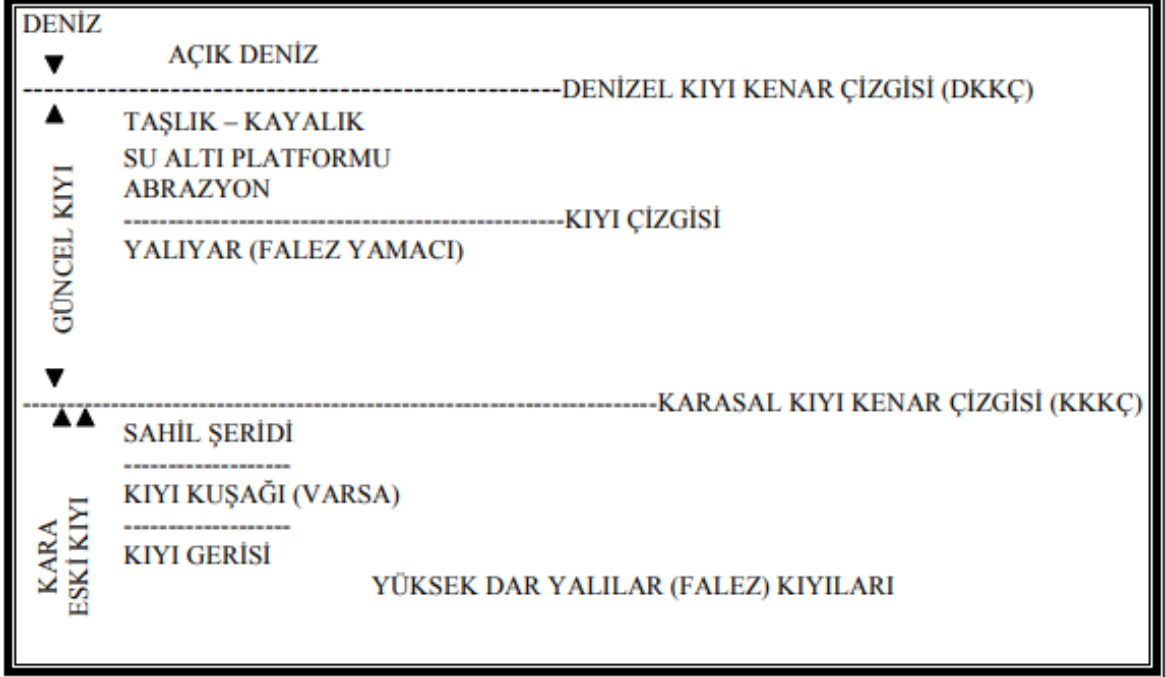 DENİZ
AÇIK DENİZ
-----------------------------------------------------DENİZEL KIYI KENAR ÇİZGİSİ (DKKÇ)
TAŞLIK – KAYALIK
SU ALTI PLATFORMU
ABRAZYON
--------------------------------------------------KIYI ÇİZGİSİ
YALIYAR (FALEZ YAMACI)
GÜNCEL KIYI
------------------------------------------------------------------------KARASAL KIYI KENAR ÇİZGİSİ (KKKÇ)
SAHİL ŞERİDİ
-------------------
KIYI KUŞAĞI (VARSA)
-------------------
KIYI GERİSİ
KARA
ESKİ KIYI
YÜKSEK DAR YALILAR (FALEZ) KIYILARI